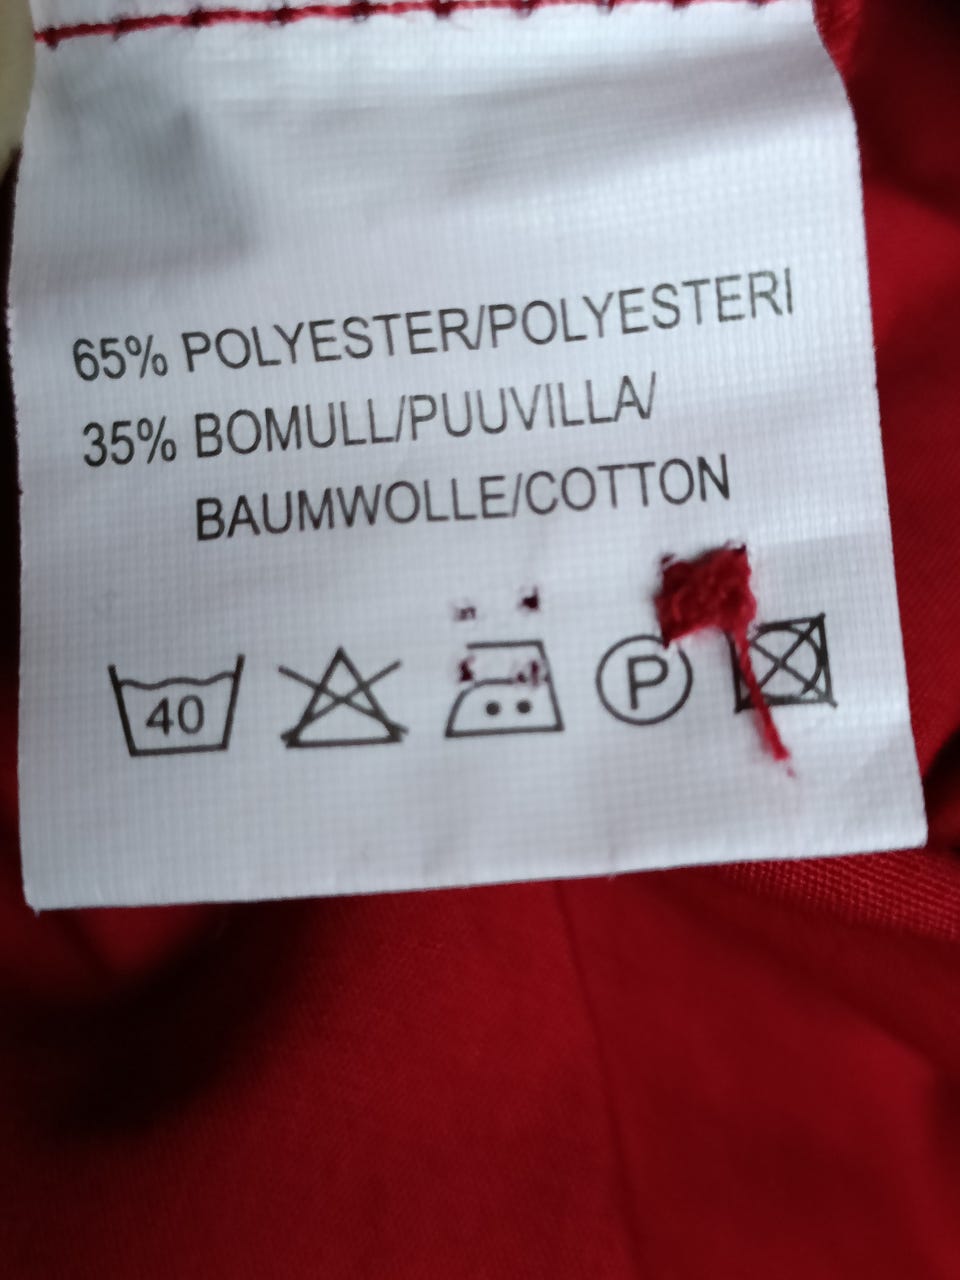 65% POLYESTER/POLYESTERI
35% BOMULL/PUUVILLA/
BAUMWOLLE/COTTON
40 P